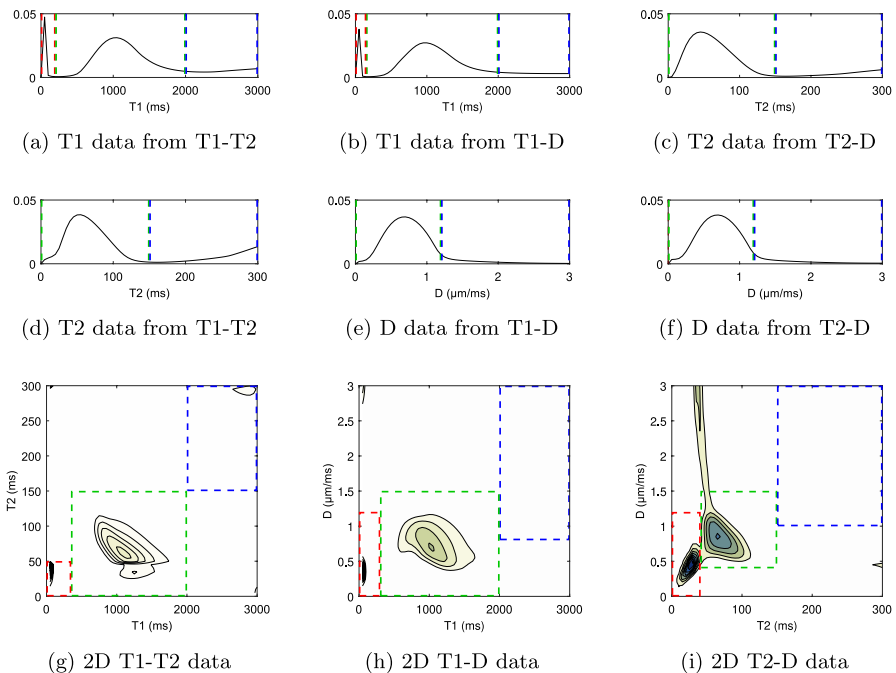 0.05 0.05 0.05
0 0 0
0 1000 2000 3000 0 1000 2000 3000 0 100 200 300
T1 (ms) T1 (ms) T2 (ms)
(a) T1 data from T1-T2 (b) T1 data from T1-D (c) T2 data from T2-D
0.05 0.05 0.05
0 0 0
0 100 200 300 0 1 2 3 0 1 2 3
T2 (ms) D (μm/ms) D (μm/ms)
(d) T2 data from T1-T2 (e) D data from T1-D (f) D data from T2-D
300 3 3
250 2.5 2.5
200 2 2
T2 (ms) 150 D (μm/ms) 1.5 D (μm/ms) 1.5
100 1 1
50 0.5 0.5
0 0 0
0 1000 2000 3000 0 1000 2000 3000 0 100 200 300
T1 (ms) T1 (ms) T2 (ms)
(g) 2D T1-T2 data (h) 2D T1-D data (i) 2D T2-D data